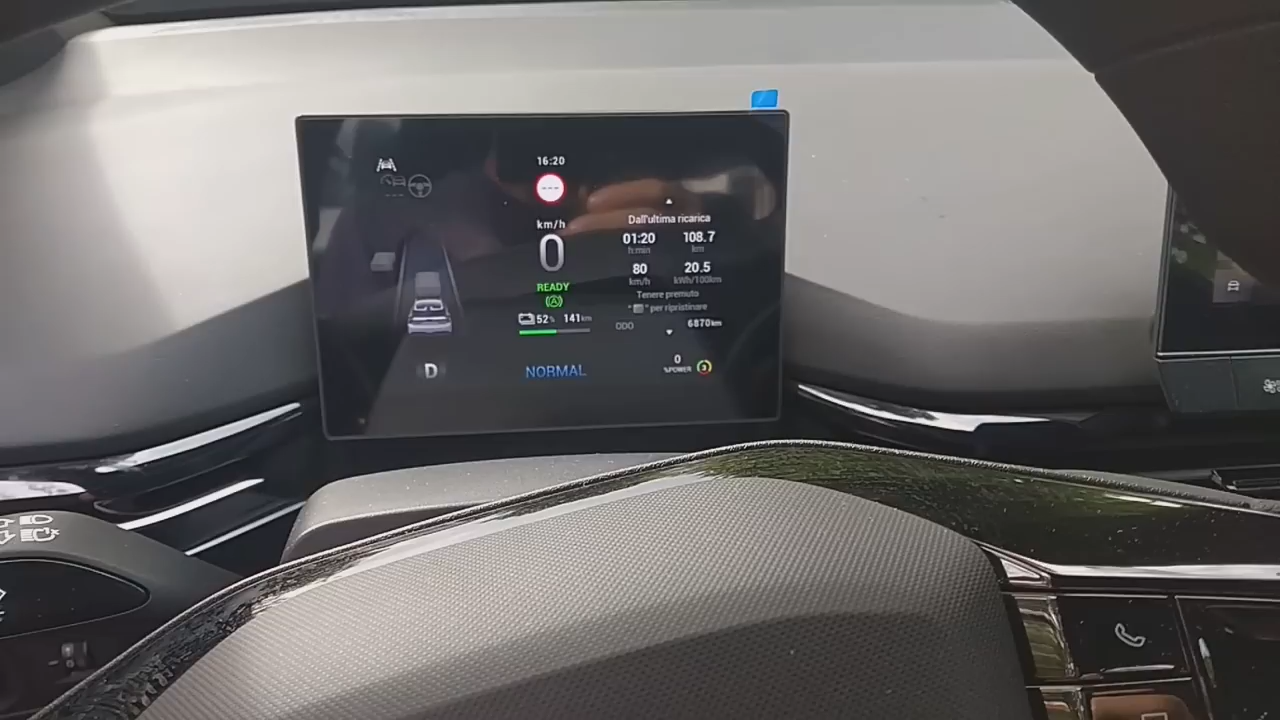 16:20
---
km/h
0
READY
52% 141km
D
NORMAL
Dall'ultima ricarica
01:20 108.7
h:min km
80 20.5
km/h kWh/100km
Tenere premuto
" " per ripristinare
ODO 6870km
0
%POWER
3